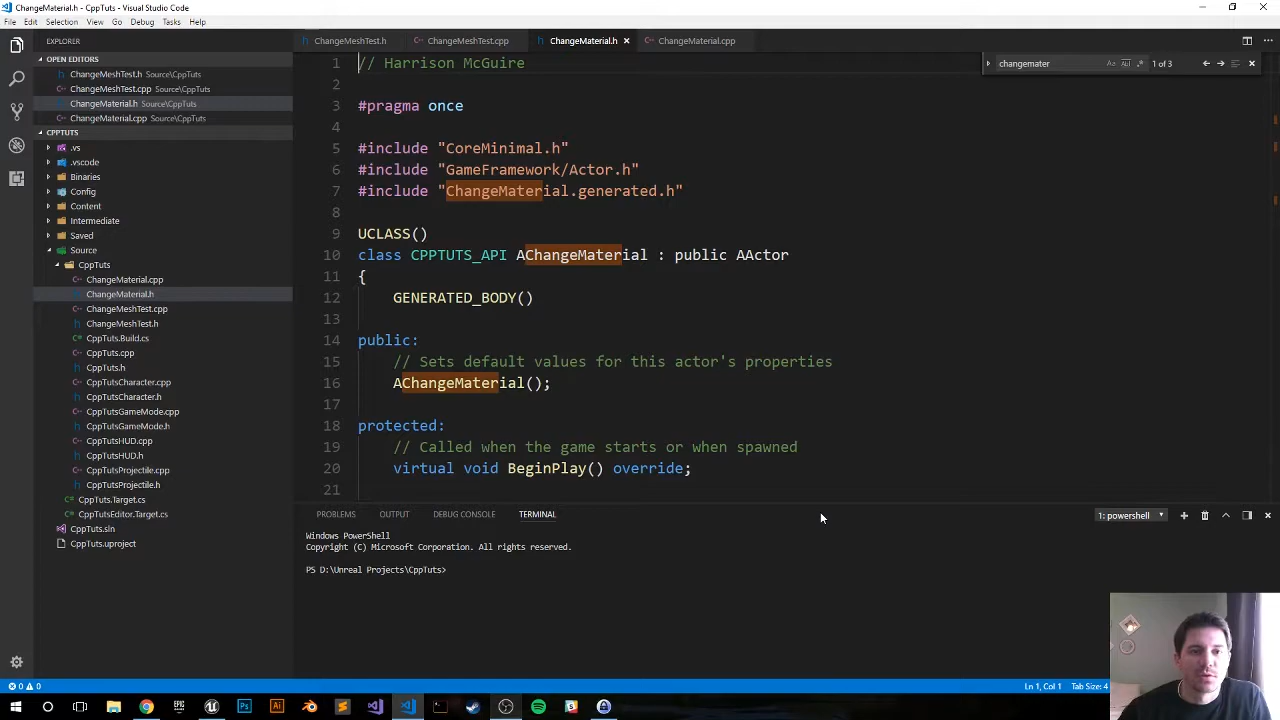 ChangeMaterial.h - CppTuts - Visual Studio Code
File Edit Selection View Go Debug Tasks Help
EXPLORER
OPEN EDITORS
ChangeMeshTest.h Source\CppTuts
ChangeMeshTest.cpp Source\CppTuts
ChangeMaterial.h Source\CppTuts
ChangeMaterial.cpp Source\CppTuts
CPPTUTS
.vs
.vscode
Binaries
Config
Content
Intermediate
Saved
Source
CppTuts
ChangeMaterial.cpp
ChangeMaterial.h
ChangeMeshTest.cpp
ChangeMeshTest.h
CppTuts.Build.cs
CppTuts.cpp
CppTuts.h
CppTutsCharacter.cpp
CppTutsCharacter.h
CppTutsGameMode.cpp
CppTutsGameMode.h
CppTutsHUD.cpp
CppTutsHUD.h
CppTutsProjectile.cpp
CppTutsProjectile.h
CppTuts.Target.cs
CppTutsEditor.Target.cs
CppTuts.sln
CppTuts.uproject
ChangeMeshTest.h ChangeMeshTest.cpp ChangeMaterial.h ChangeMaterial.cpp
changemater Aa Abl .* 1 of 3
1 // Harrison McGuire
2
3 #pragma once
4
5 #include "CoreMinimal.h"
6 #include "GameFramework/Actor.h"
7 #include "ChangeMaterial.generated.h"
8
9 UCLASS()
10 class CPPTUTS_API AChangeMaterial : public AActor
11 {
12 GENERATED_BODY()
13
14 public:
15 // Sets default values for this actor's properties
16 AChangeMaterial();
17
18 protected:
19 // Called when the game starts or when spawned
20 virtual void BeginPlay() override;
21
PROBLEMS OUTPUT DEBUG CONSOLE TERMINAL 1: powershell
Windows PowerShell
Copyright (C) Microsoft Corporation. All rights reserved.
PS D:\Unreal Projects\CppTuts>
0 0 Ln 1, Col 1 Tab Size: 4